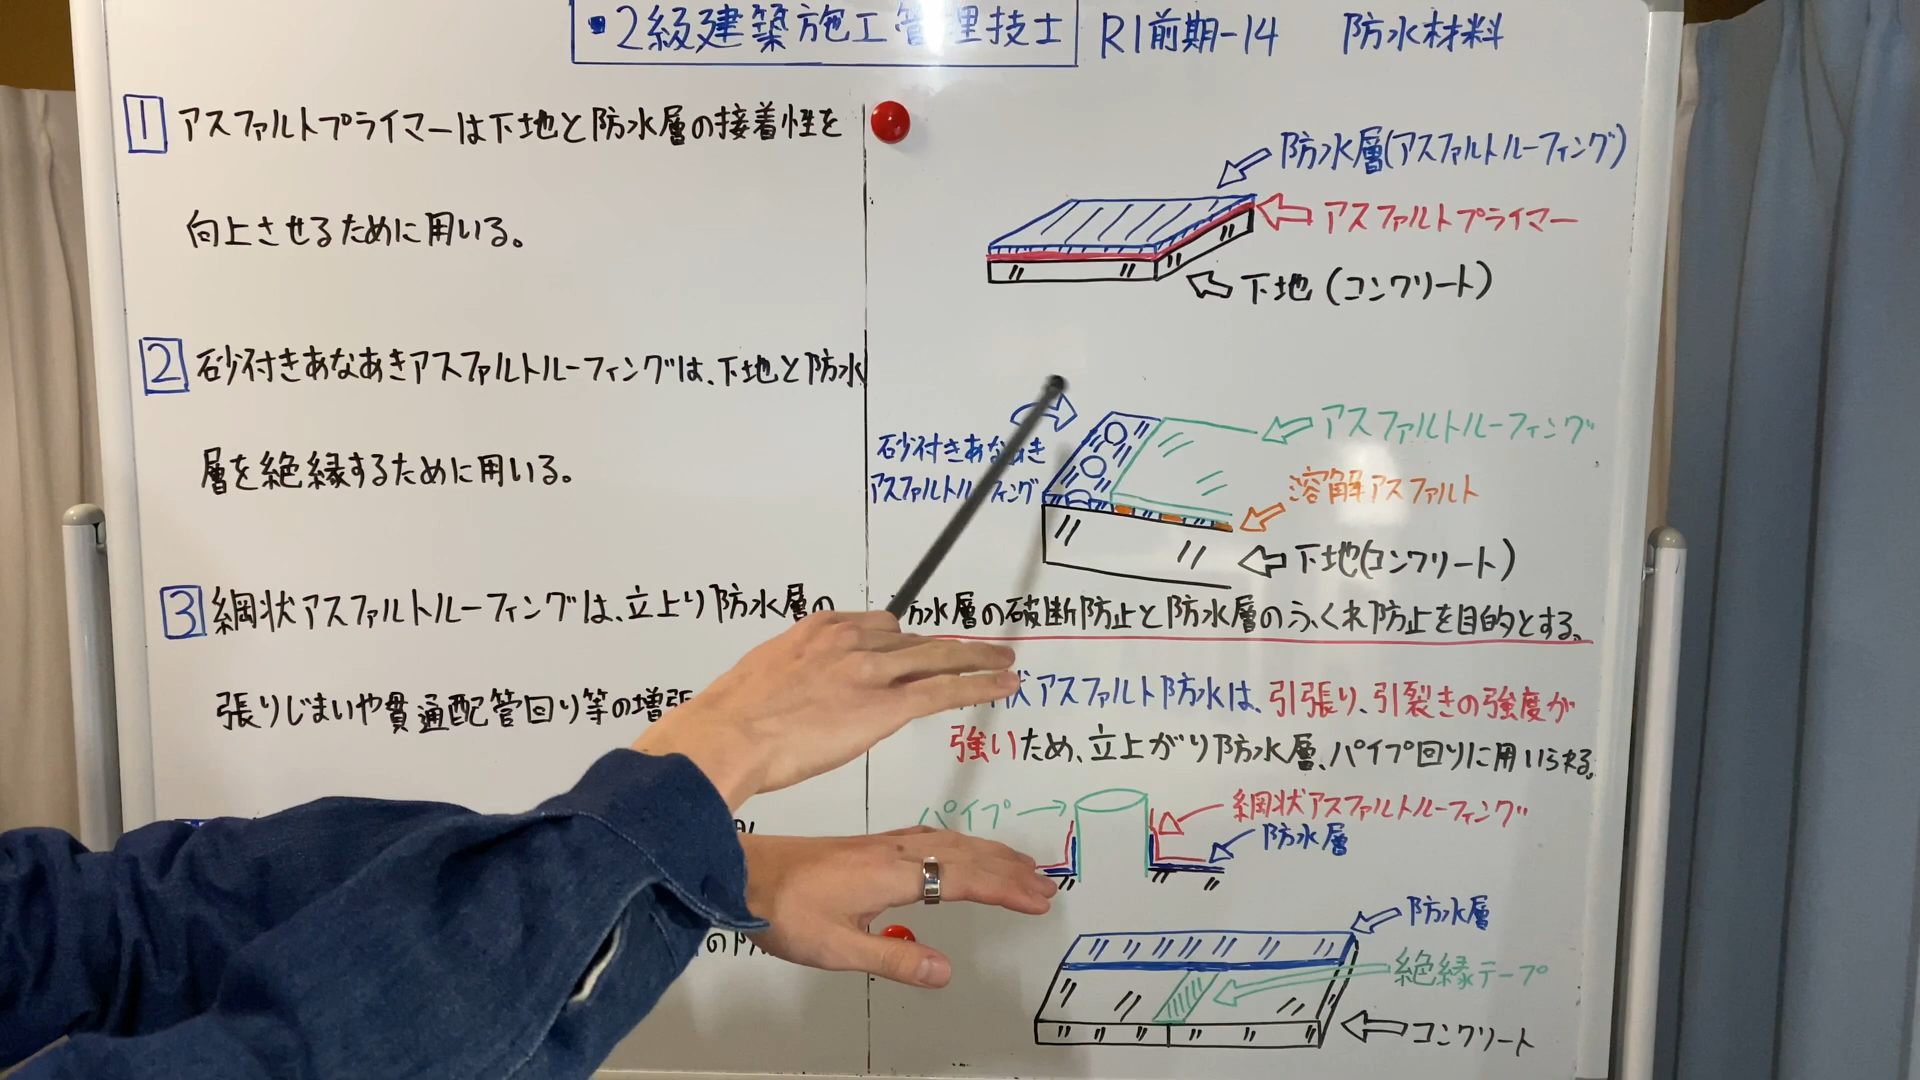 ・2級建築施工管理技士 R1前期-14 防水材料
1 アスファルトプライマーは下地と防水層の接着性を
向上させるために用いる。
2 砂付きあなあきアスファルトルーフィングは、下地と防水
層を絶縁するために用いる。
3 網状アスファルトルーフィングは、立上り防水層の
張りじまいや貫通配管回り等の増張
防水層(アスファルトルーフィング)
アスファルトプライマー
下地(コンクリート)
砂付きあなあき
アスファルトルーフィング
アスファルトルーフィング
溶解アスファルト
下地(コンクリート)
防水層の破断防止と防水層のふくれ防止を目的とする。
状アスファルト防水は、引張り、引裂きの強度が
強いため、立上がり防水層、パイプ回りに用いられる。
パイプ
網状アスファルトルーフィング
防水層
防水層
絶縁テープ
コンクリート